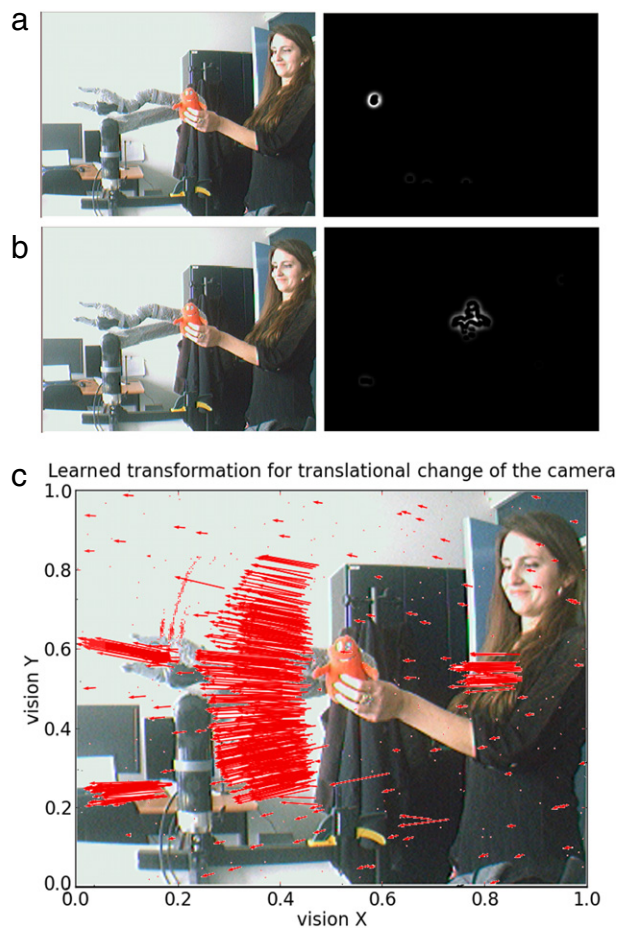 a
b
c
Learned transformation for translational change of the camera
1.0
0.8
0.6
0.4
0.2
0.0
vision Y
0.0 0.2 0.4 0.6 0.8 1.0
vision X